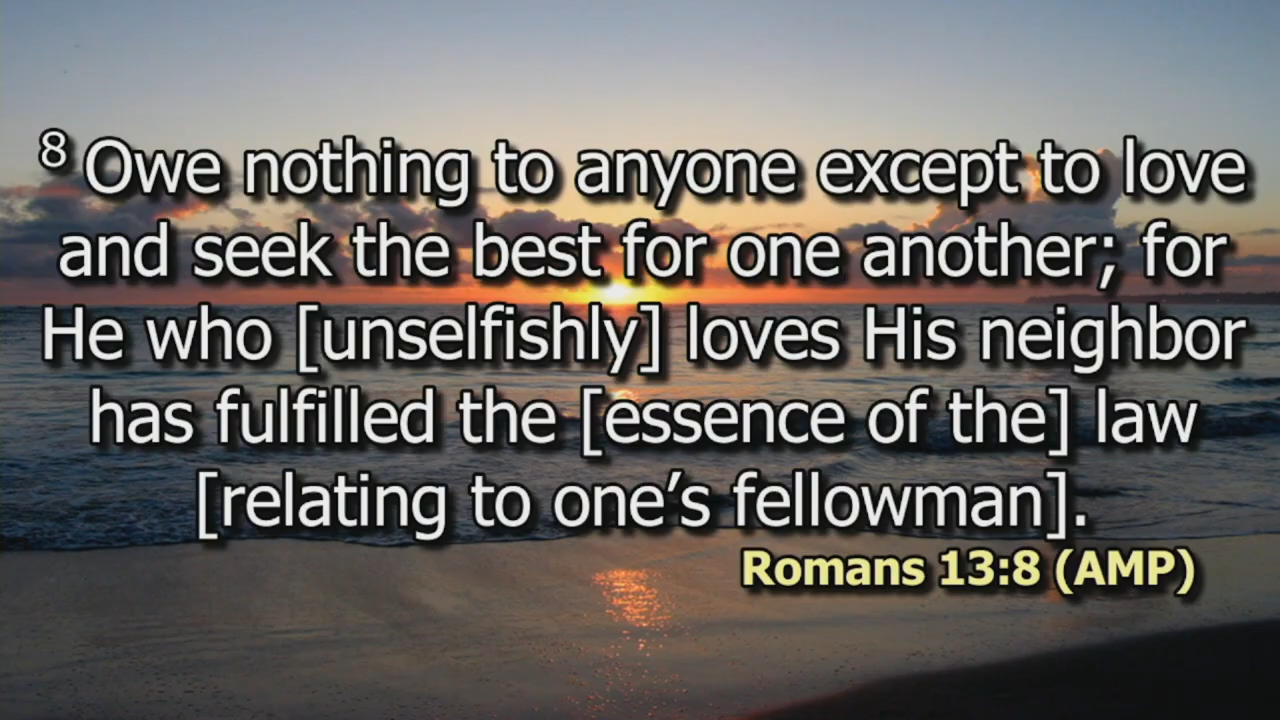 8 Owe nothing to anyone except to love
and seek the best for one another; for
He who [unselfishly] loves His neighbor
has fulfilled the [essence of the] law
[relating to one’s fellowman].
Romans 13:8 (AMP)